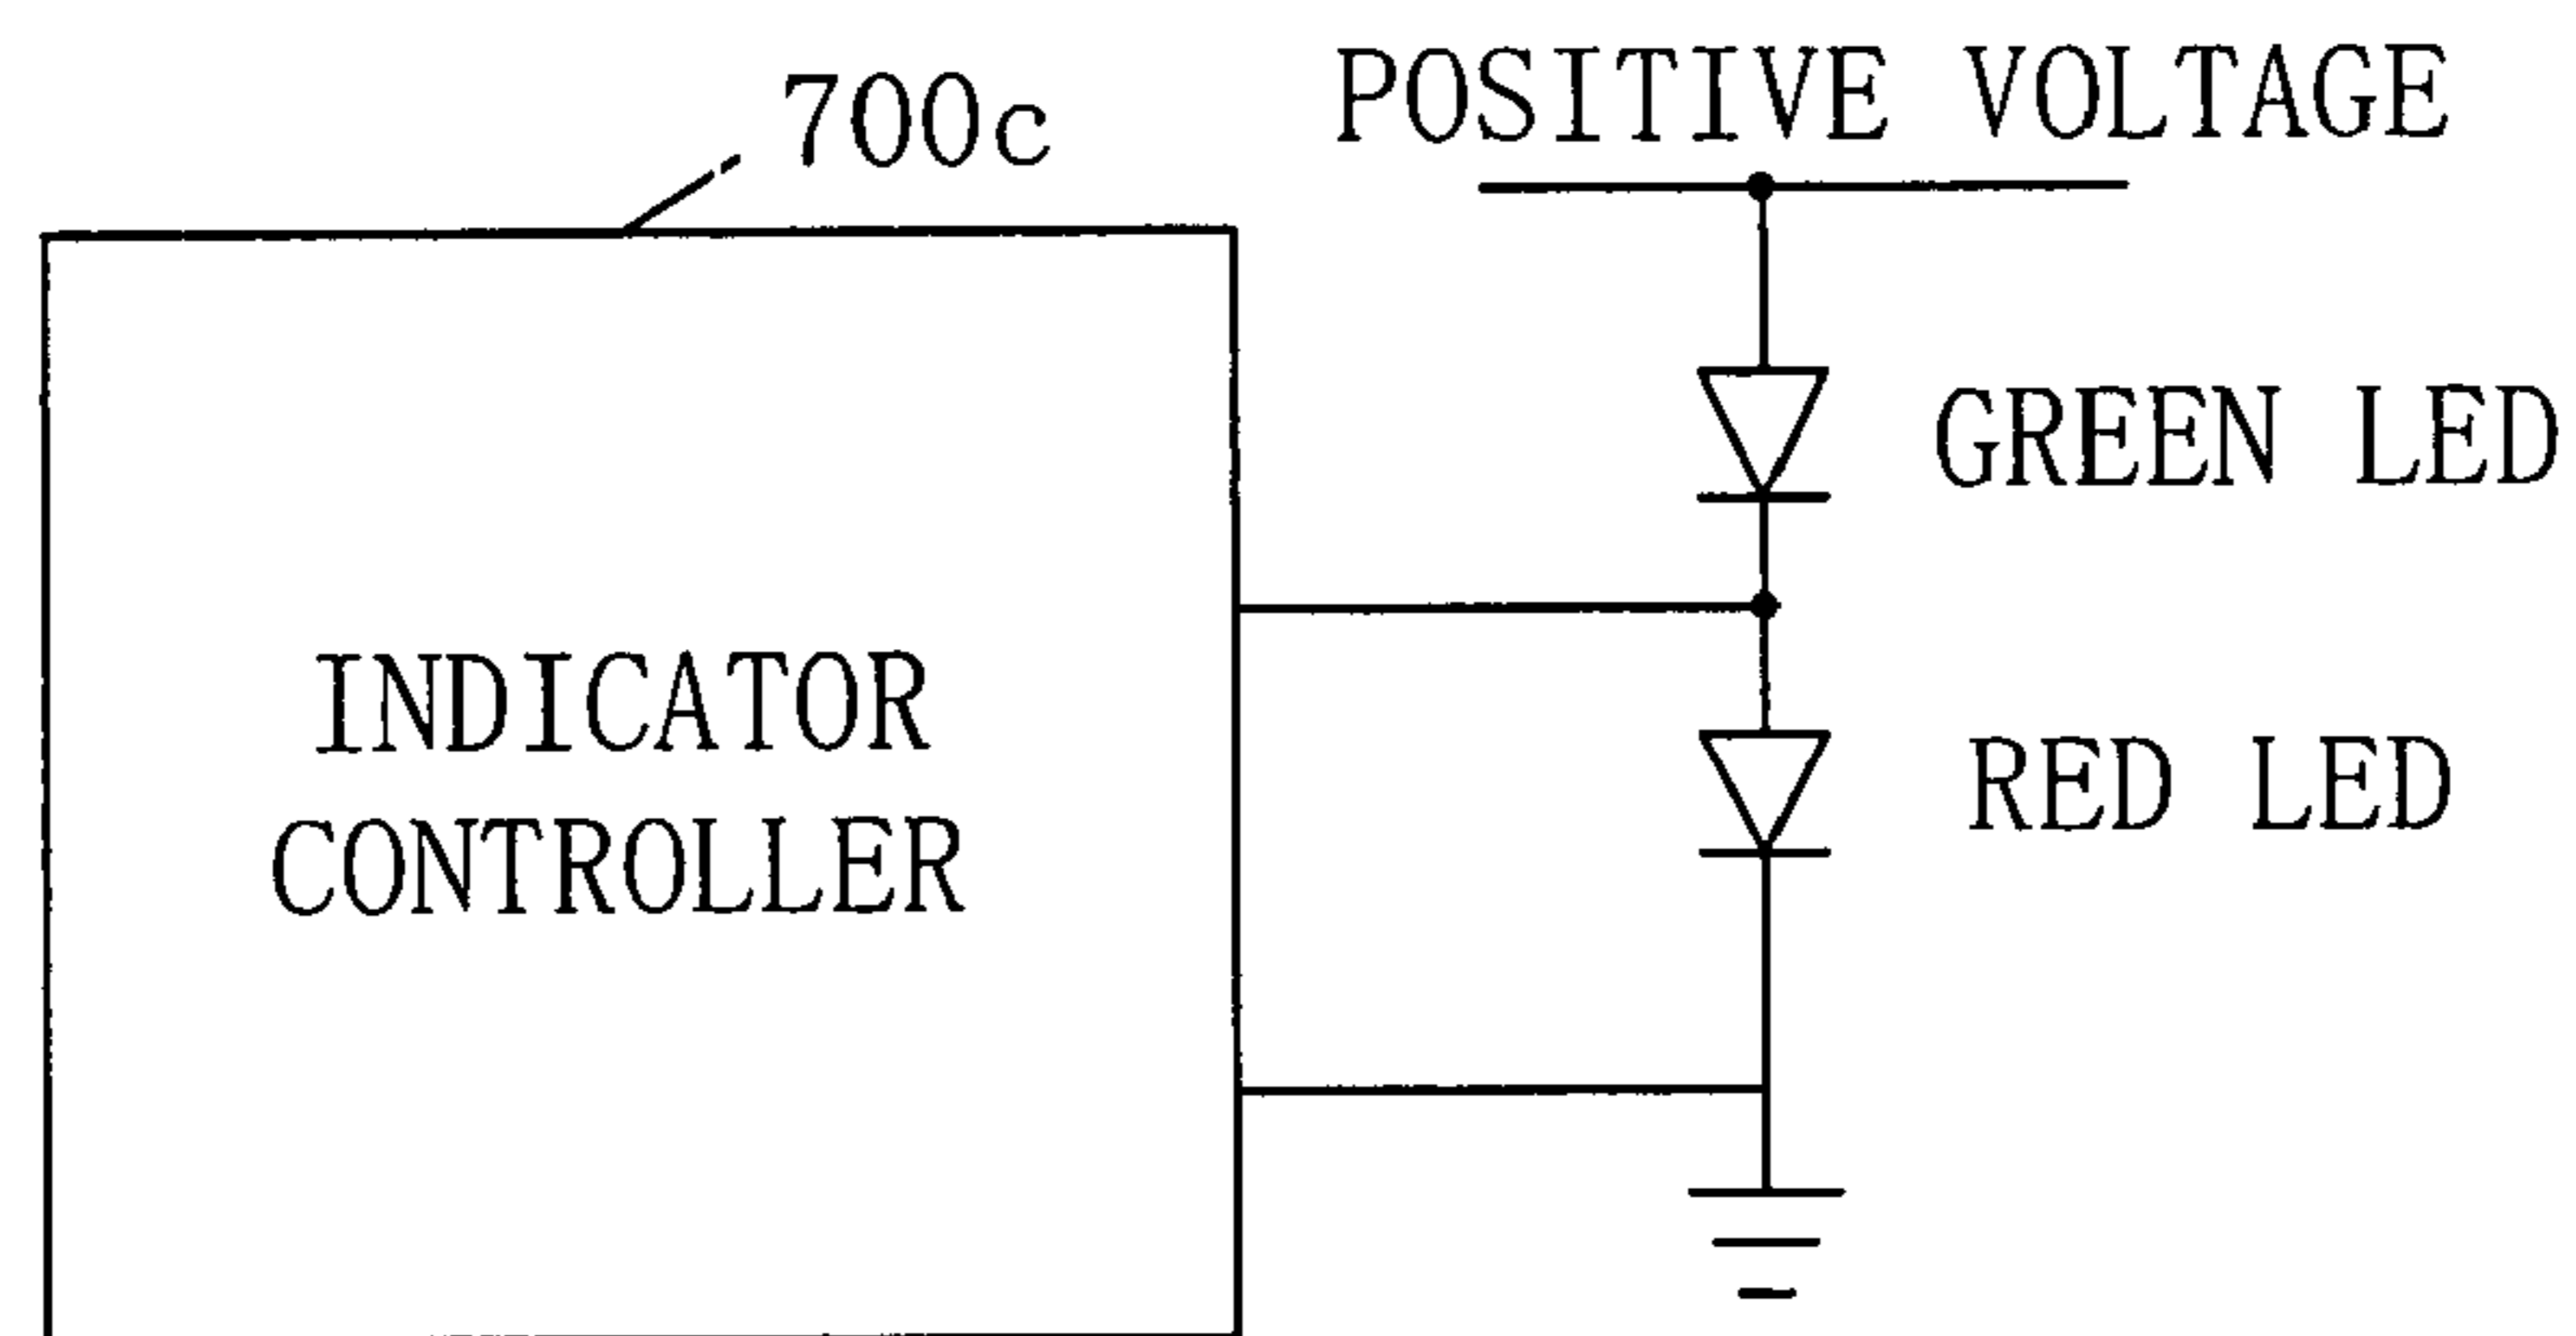 700c
POSITIVE VOLTAGE
GREEN LED
INDICATOR
CONTROLLER
RED LED